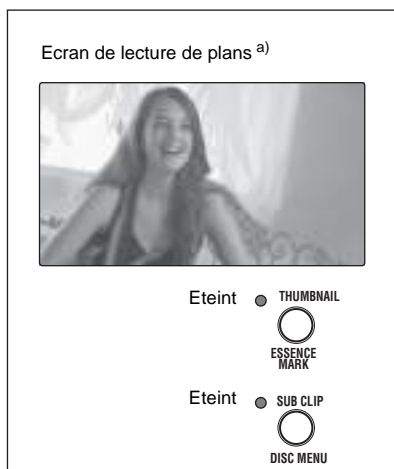 Ecran de lecture de plans a)
Eteint THUMBNAIL
ESSENCE
MARK
Eteint SUB CLIP
DISC MENU